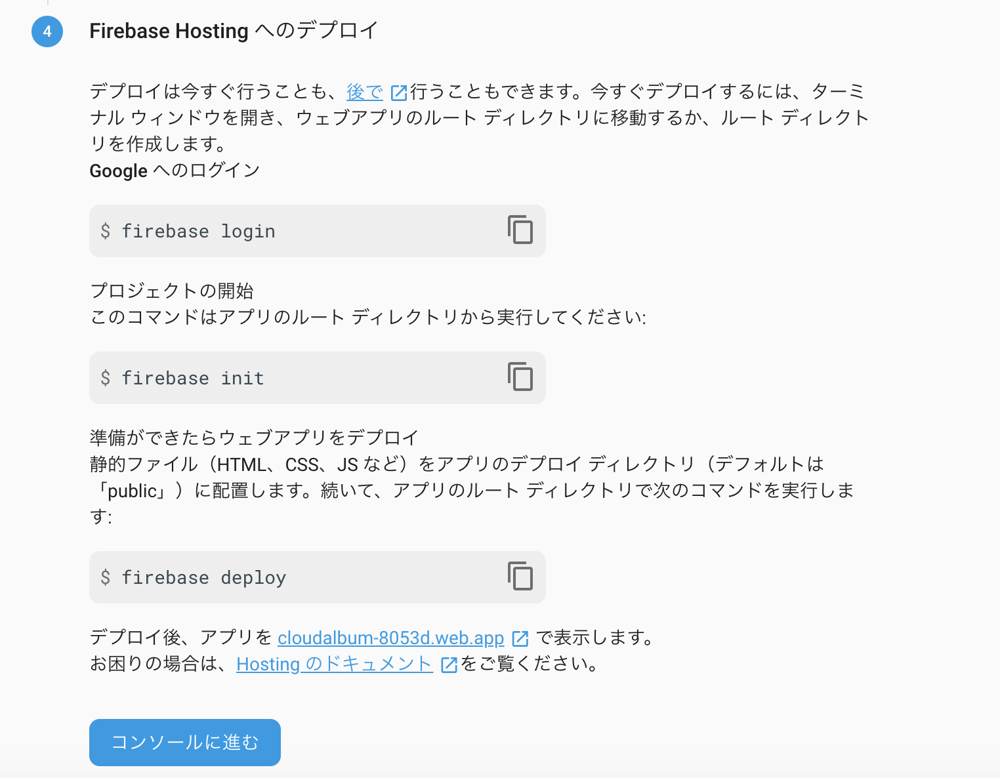 4
Firebase Hosting へのデプロイ
デプロイは今すぐ行うことも、後で 行うこともできます。今すぐデプロイするには、ターミ
ナル ウィンドウを開き、ウェブアプリのルート ディレクトリに移動するか、ルート ディレクト
リを作成します。
Google へのログイン
$ firebase login
プロジェクトの開始
このコマンドはアプリのルート ディレクトリから実行してください:
$ firebase init
準備ができたらウェブアプリをデプロイ
静的ファイル（HTML、CSS、JS など）をアプリのデプロイ ディレクトリ（デフォルトは
「public」）に配置します。続いて、アプリのルート ディレクトリで次のコマンドを実行しま
す:
$ firebase deploy
デプロイ後、アプリを cloudalbum-8053d.web.app で表示します。
お困りの場合は、Hosting のドキュメント をご覧ください。
コンソールに進む